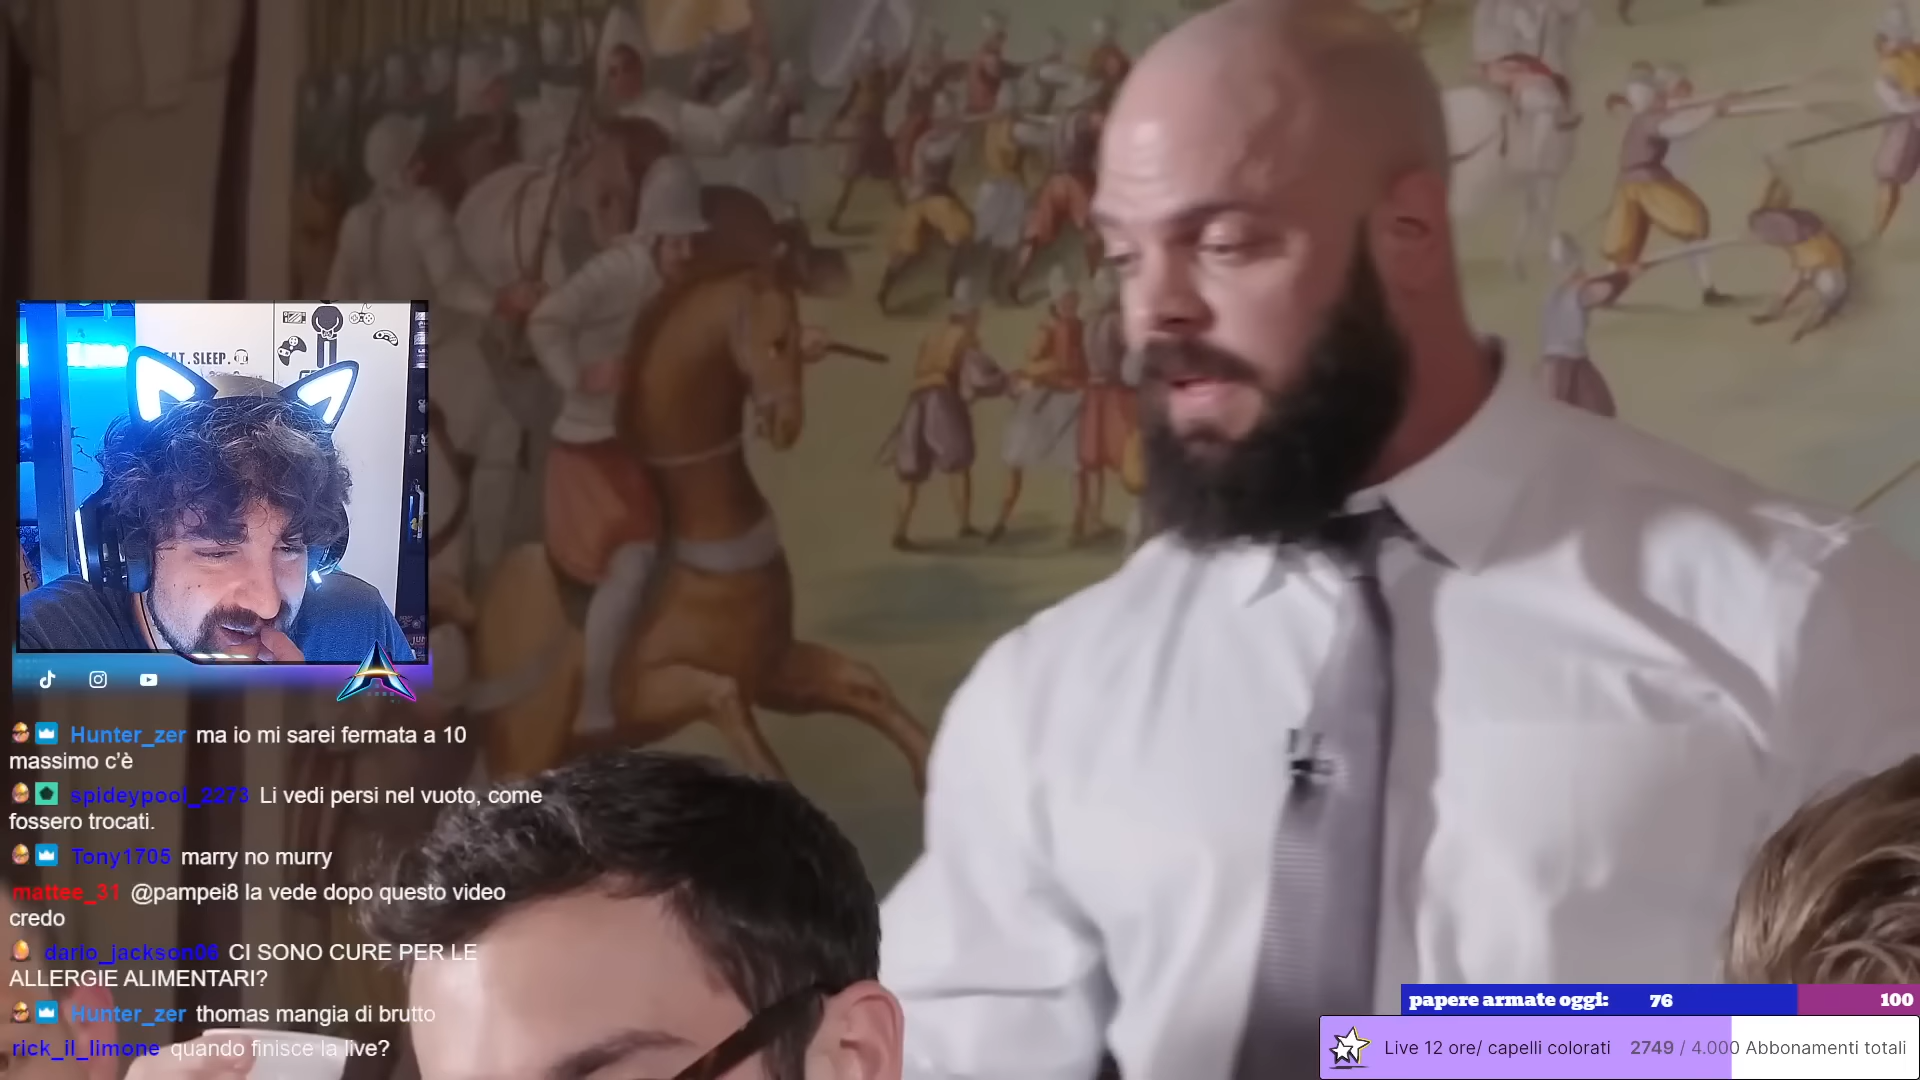 EAT.SLEEP.
Hunter_zer ma io mi sarei fermata a 10
massimo c'è
spideypool_2273 Li vedi persi nel vuoto, come
fossero trocati.
Tony1705 marry no murry
mattee_31 @pampei8 la vede dopo questo video
credo
dario_jackson06 CI SONO CURE PER LE
ALLERGIE ALIMENTARI?
Hunter_zer thomas mangia di brutto
rick_il_limone quando finisce la live?
papere armate oggi: 76 100
Live 12 ore/ capelli colorati 2749 / 4.000 Abbonamenti totali